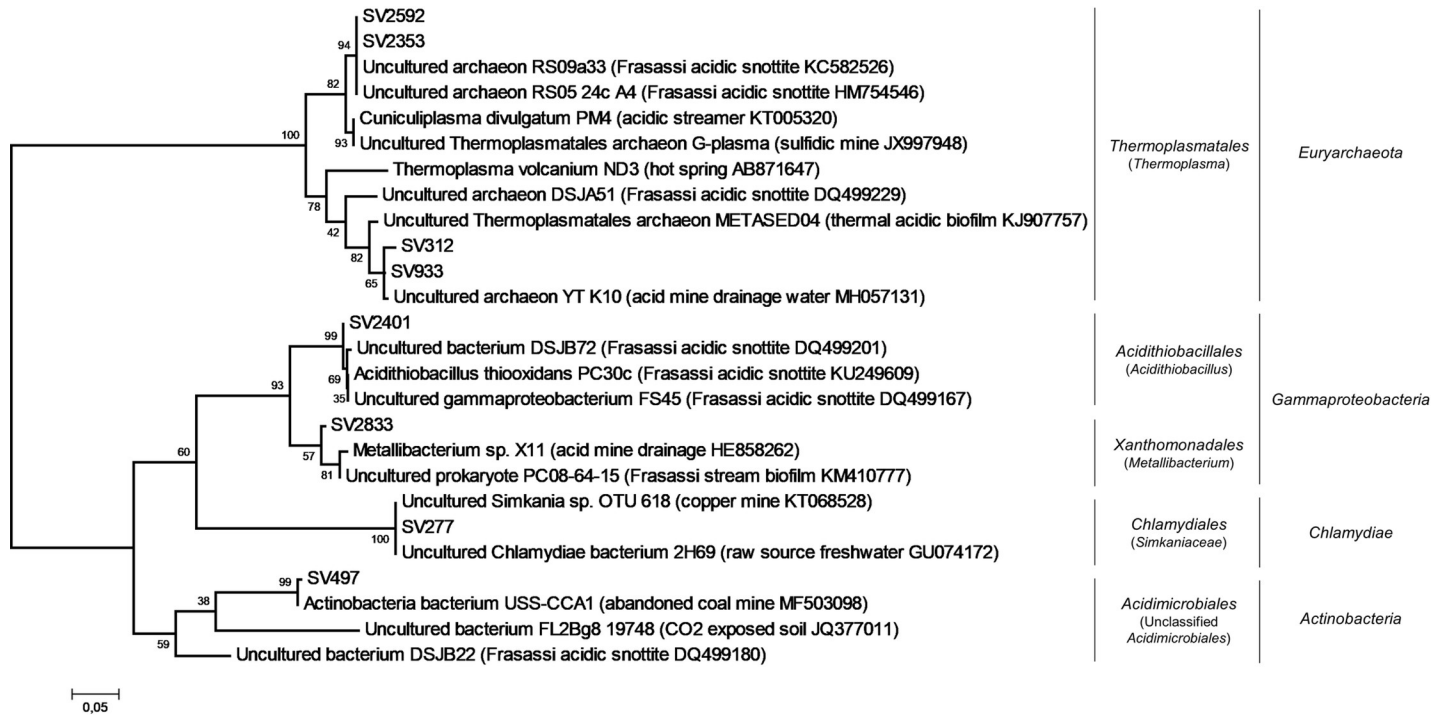 SV2592
SV2353
94
Uncultured archaeon RS09a33 (Frasassi acidic snottite KC582526)
82
Uncultured archaeon RS05 24c A4 (Frasassi acidic snottite HM754546)
Cuniculiplasma divulgatum PM4 (acidic streamer KT005320)
100
93
Uncultured Thermoplasmatales archaeon G-plasma (sulfidic mine JX997948)
Thermoplasma volcanium ND3 (hot spring AB871647)
Uncultured archaeon DSJA51 (Frasassi acidic snottite DQ499229)
78
Uncultured Thermoplasmatales archaeon METASED04 (thermal acidic biofilm KJ907757)
42
SV312
82
SV933
65
Uncultured archaeon YT K10 (acid mine drainage water MH057131)
Thermoplasmatales
(Thermoplasma)
Euryarchaeota
SV2401
99
Uncultured bacterium DSJB72 (Frasassi acidic snottite DQ499201)
Acidithiobacillus thiooxidans PC30c (Frasassi acidic snottite KU249609)
69
93
Uncultured gammaproteobacterium FS45 (Frasassi acidic snottite DQ499167)
35
Acidithiobacillales
(Acidithiobacillus)
Gammaproteobacteria
SV2833
Metallibacterium sp. X11 (acid mine drainage HE858262)
60
57
Uncultured prokaryote PC08-64-15 (Frasassi stream biofilm KM410777)
81
Xanthomonadales
(Metallibacterium)
Uncultured Simkania sp. OTU 618 (copper mine KT068528)
SV277
100
Uncultured Chlamydiae bacterium 2H69 (raw source freshwater GU074172)
Chlamydiales
(Simkaniaceae)
Chlamydiae
SV497
99
Actinobacteria bacterium USS-CCA1 (abandoned coal mine MF503098)
38
Uncultured bacterium FL2Bg8 19748 (CO2 exposed soil JQ377011)
59
Uncultured bacterium DSJB22 (Frasassi acidic snottite DQ499180)
Acidimicrobiales
(Unclassified
Acidimicrobiales)
Actinobacteria
0,05